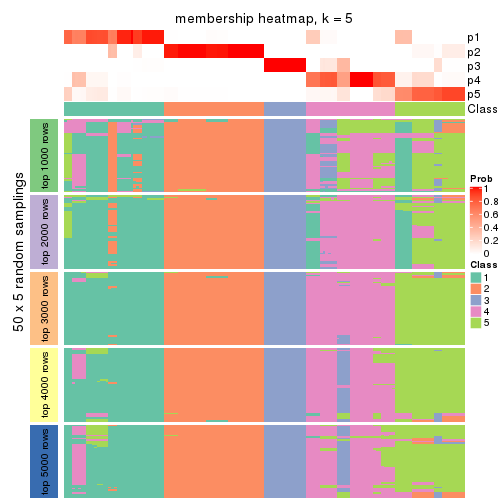 membership heatmap, k = 5
p1
p2
p3
p4
p5
Class
50 x 5 random samplings
top 1000 rows
top 2000 rows
top 3000 rows
top 4000 rows
top 5000 rows
Prob
1
0.8
0.6
0.4
0.2
0
Class
1
2
3
4
5